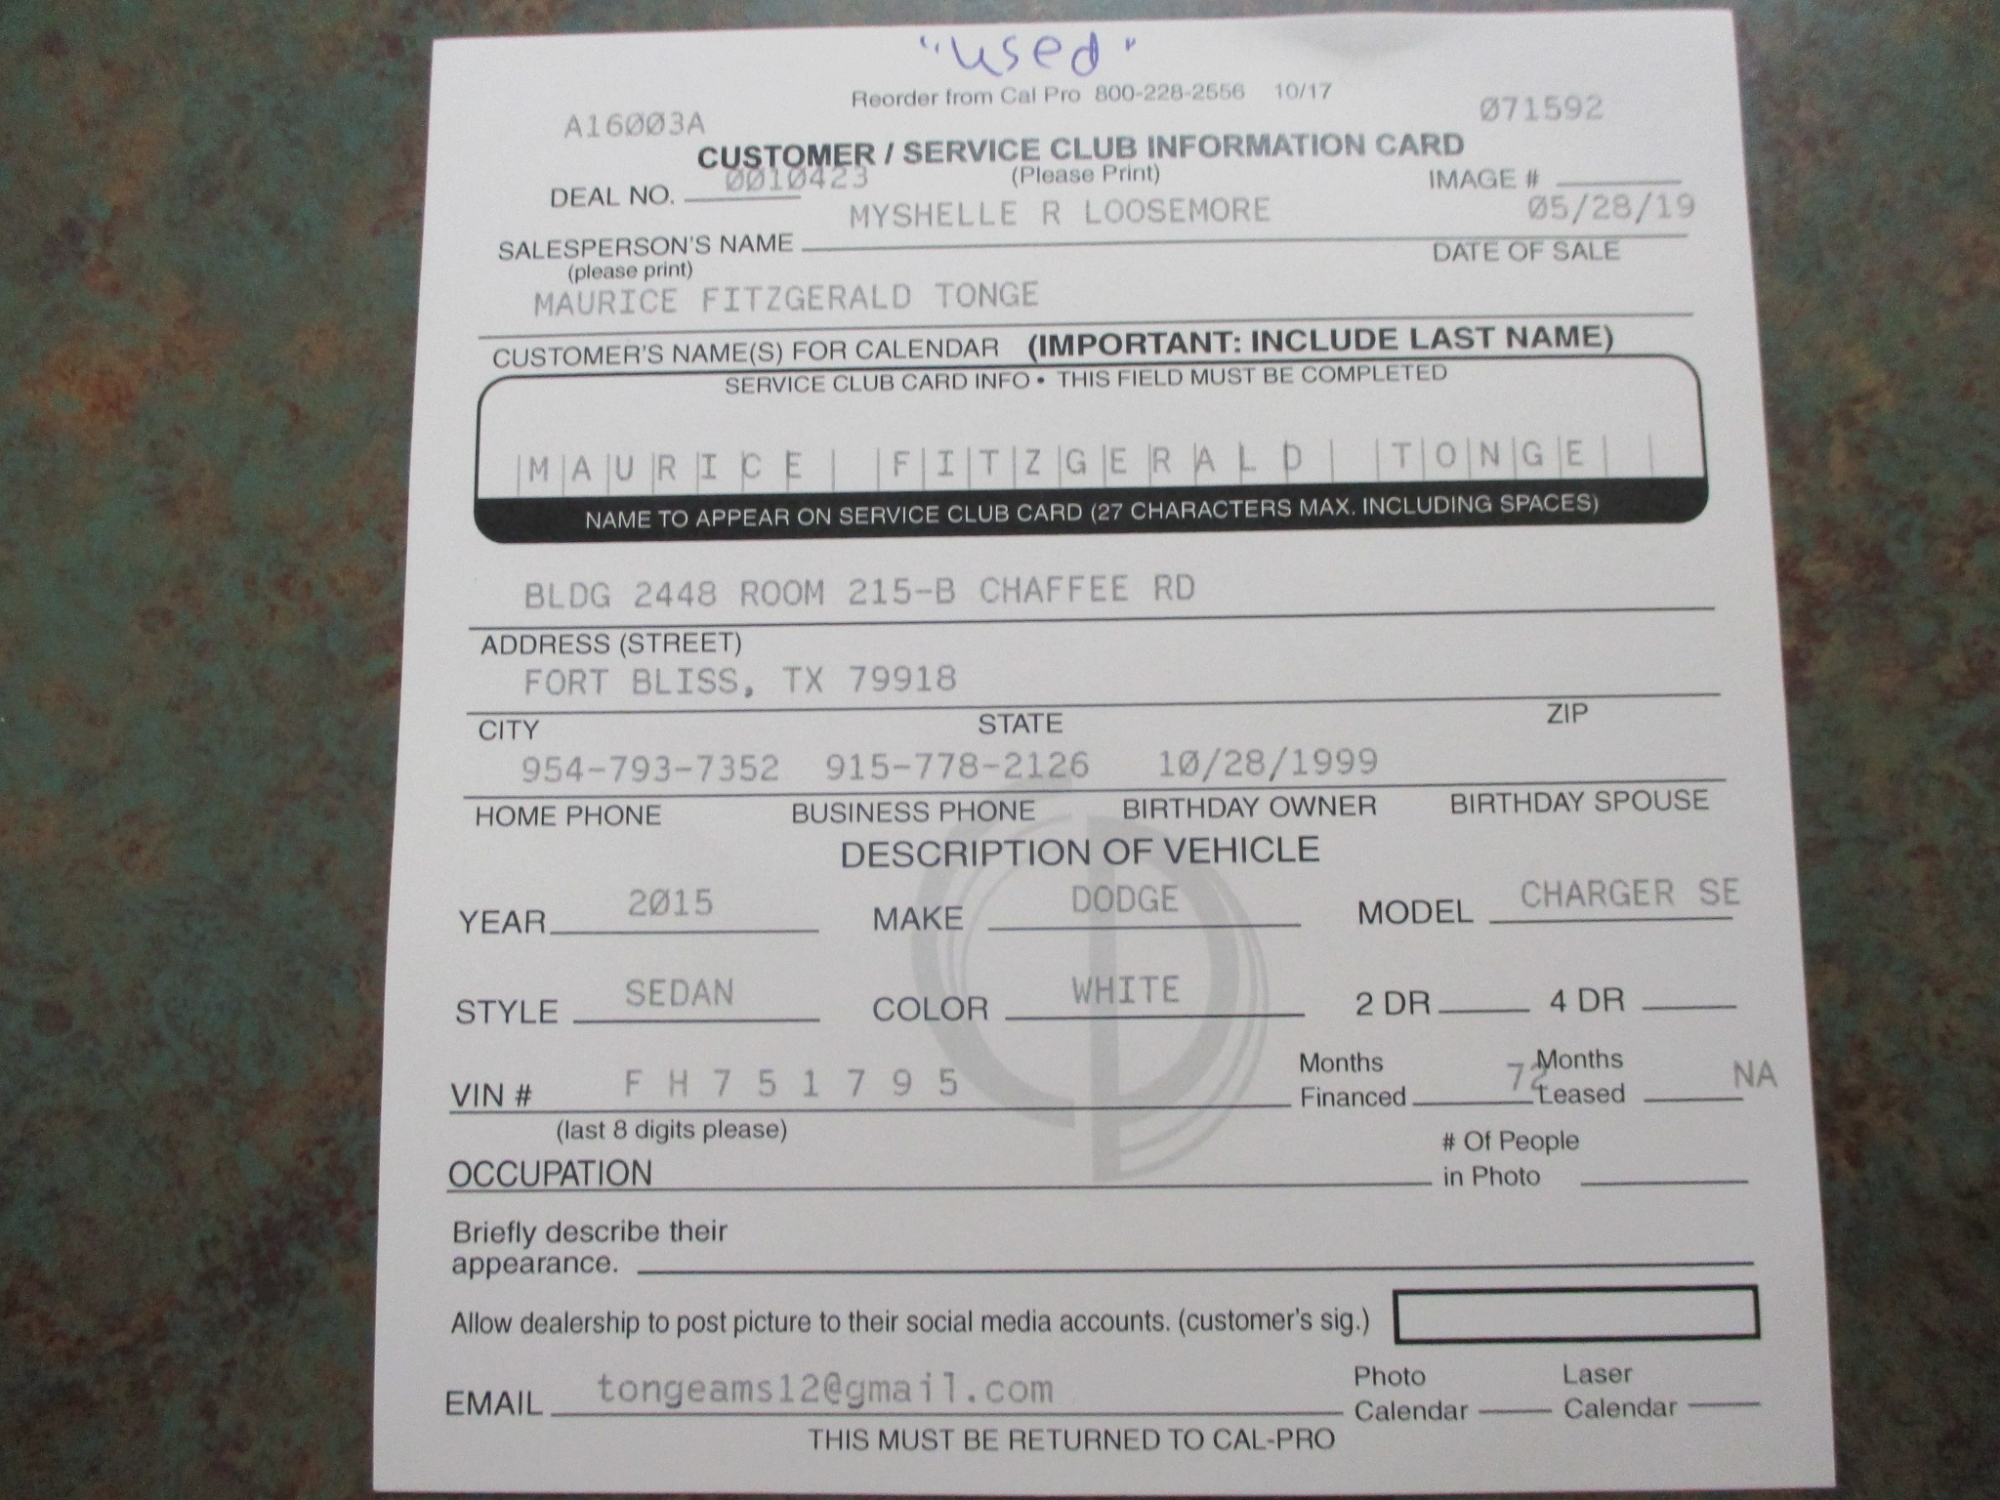 "used"
Reorder from Cal Pro 800-228-2556 10/17
A16003A 071592
CUSTOMER / SERVICE CLUB INFORMATION CARD
(Please Print)
DEAL NO. 0010423 IMAGE #
MYSHELLE R LOOSEMORE 05/28/19
SALESPERSON'S NAME DATE OF SALE
(please print)
MAURICE FITZGERALD TONGE
CUSTOMER'S NAME(S) FOR CALENDAR (IMPORTANT: INCLUDE LAST NAME)
SERVICE CLUB CARD INFO • THIS FIELD MUST BE COMPLETED
MAURICE FITZGERALD TONGE
NAME TO APPEAR ON SERVICE CLUB CARD (27 CHARACTERS MAX. INCLUDING SPACES)
BLDG 2448 ROOM 215-B CHAFFEE RD
ADDRESS (STREET)
FORT BLISS, TX 79918
CITY STATE ZIP
954-793-7352 915-778-2126 10/28/1999
HOME PHONE BUSINESS PHONE BIRTHDAY OWNER BIRTHDAY SPOUSE
DESCRIPTION OF VEHICLE
YEAR 2015 MAKE DODGE MODEL CHARGER SE
STYLE SEDAN COLOR WHITE 2 DR 4 DR
VIN # FH751795 Months Financed 72 Months Leased NA
(last 8 digits please)
OCCUPATION # Of People in Photo
Briefly describe their
appearance.
Allow dealership to post picture to their social media accounts. (customer's sig.)
EMAIL tongeams12@gmail.com Photo Calendar Laser Calendar
THIS MUST BE RETURNED TO CAL-PRO